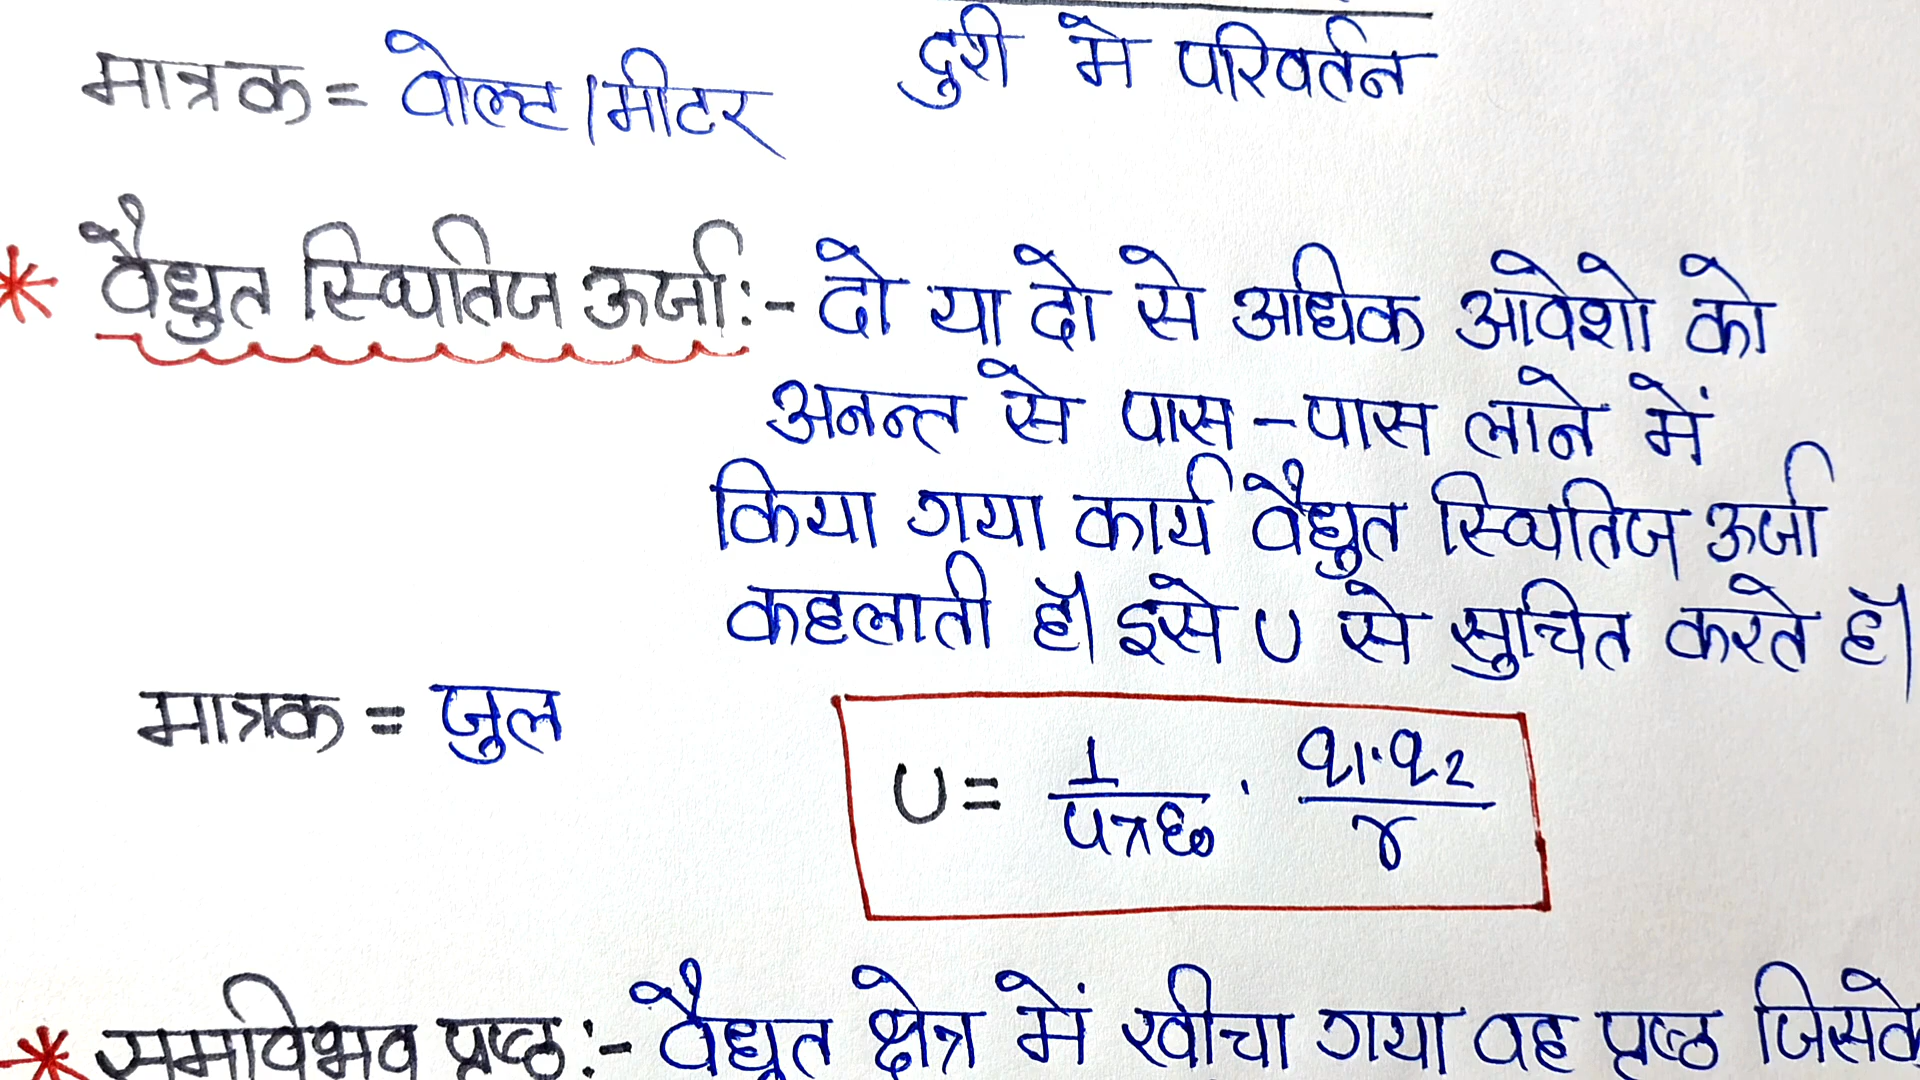 दुरी मे परिवर्तन
मात्रक = वोल्ट/मीटर
* वैद्युत स्थितिज ऊर्जा :- दो या दो से अधिक आवेशो को
अनन्त से पास-पास लाने में
किया गया कार्य वैद्युत स्थितिज ऊर्जा
कहलाती है। इसे U से सुचित करते है।
मात्रक = जुल
U = 1/4πε₀ · q₁·q₂/r
* समविभव पृष्ठ :- वैद्युत क्षेत्र में खीचा गया वह पृष्ठ जिसके